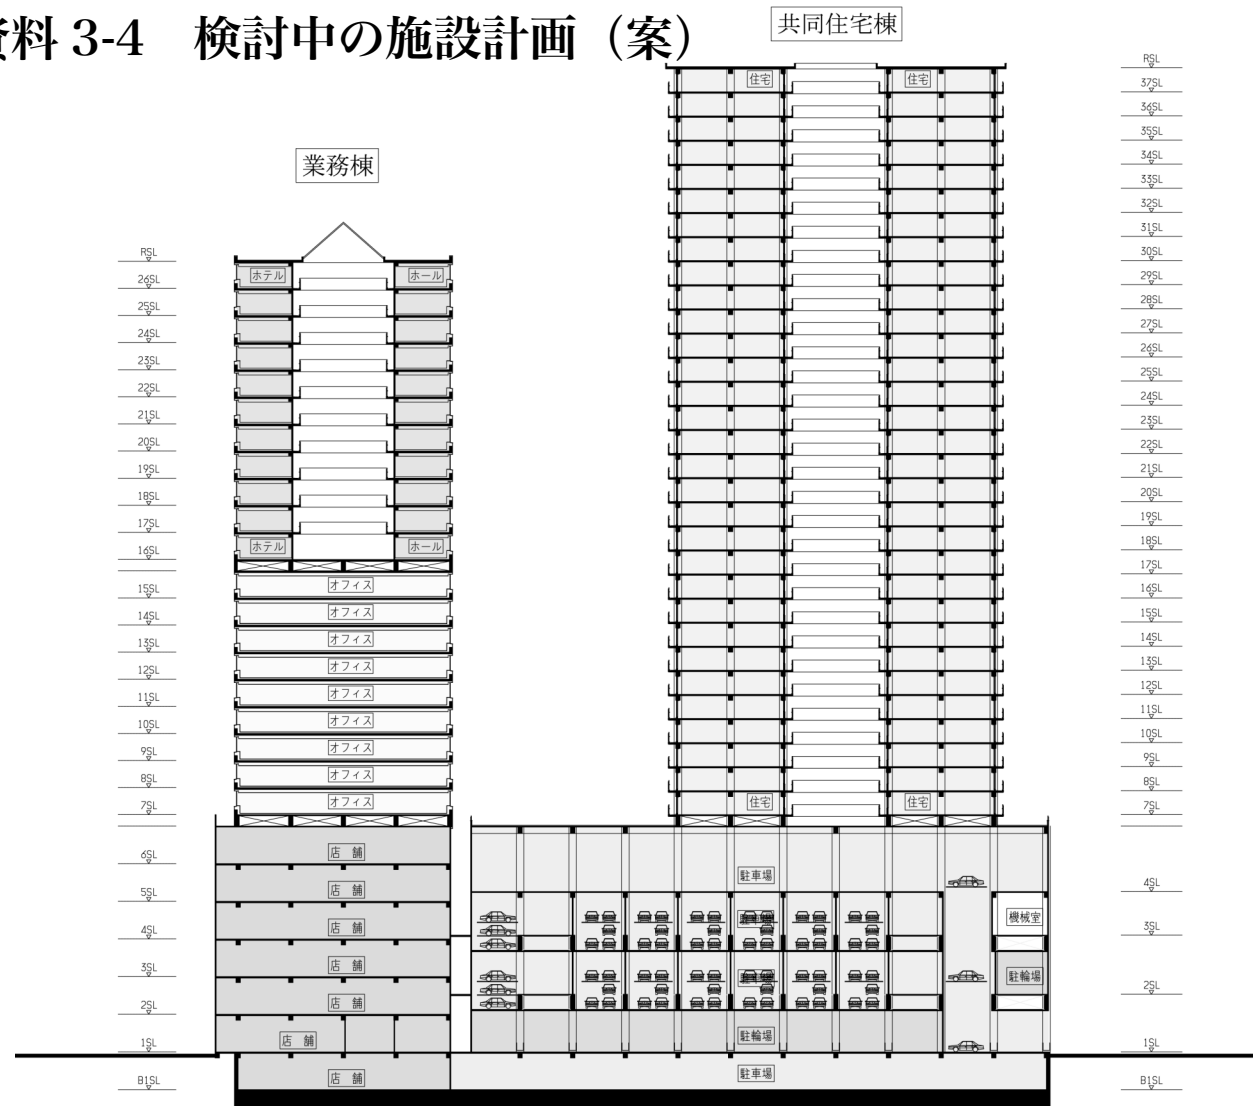 資料 3-4 検討中の施設計画（案）
共同住宅棟
業務棟
RSL
26SL
25SL
24SL
23SL
22SL
21SL
20SL
19SL
18SL
17SL
16SL
15SL
14SL
13SL
12SL
11SL
10SL
9SL
8SL
7SL
6SL
5SL
4SL
3SL
2SL
1SL
B1SL
ホテル
ホール
ホテル
ホール
オフィス
オフィス
オフィス
オフィス
オフィス
オフィス
オフィス
オフィス
オフィス
店 舗
店 舗
店 舗
店 舗
店 舗
店 舗
店 舗
住宅
住宅
住宅
住宅
駐車場
駐車場
機械室
駐車場
駐輪場
駐輪場
駐車場
RSL
37SL
36SL
35SL
34SL
33SL
32SL
31SL
30SL
29SL
28SL
27SL
26SL
25SL
24SL
23SL
22SL
21SL
20SL
19SL
18SL
17SL
16SL
15SL
14SL
13SL
12SL
11SL
10SL
9SL
8SL
7SL
4SL
3SL
2SL
1SL
B1SL